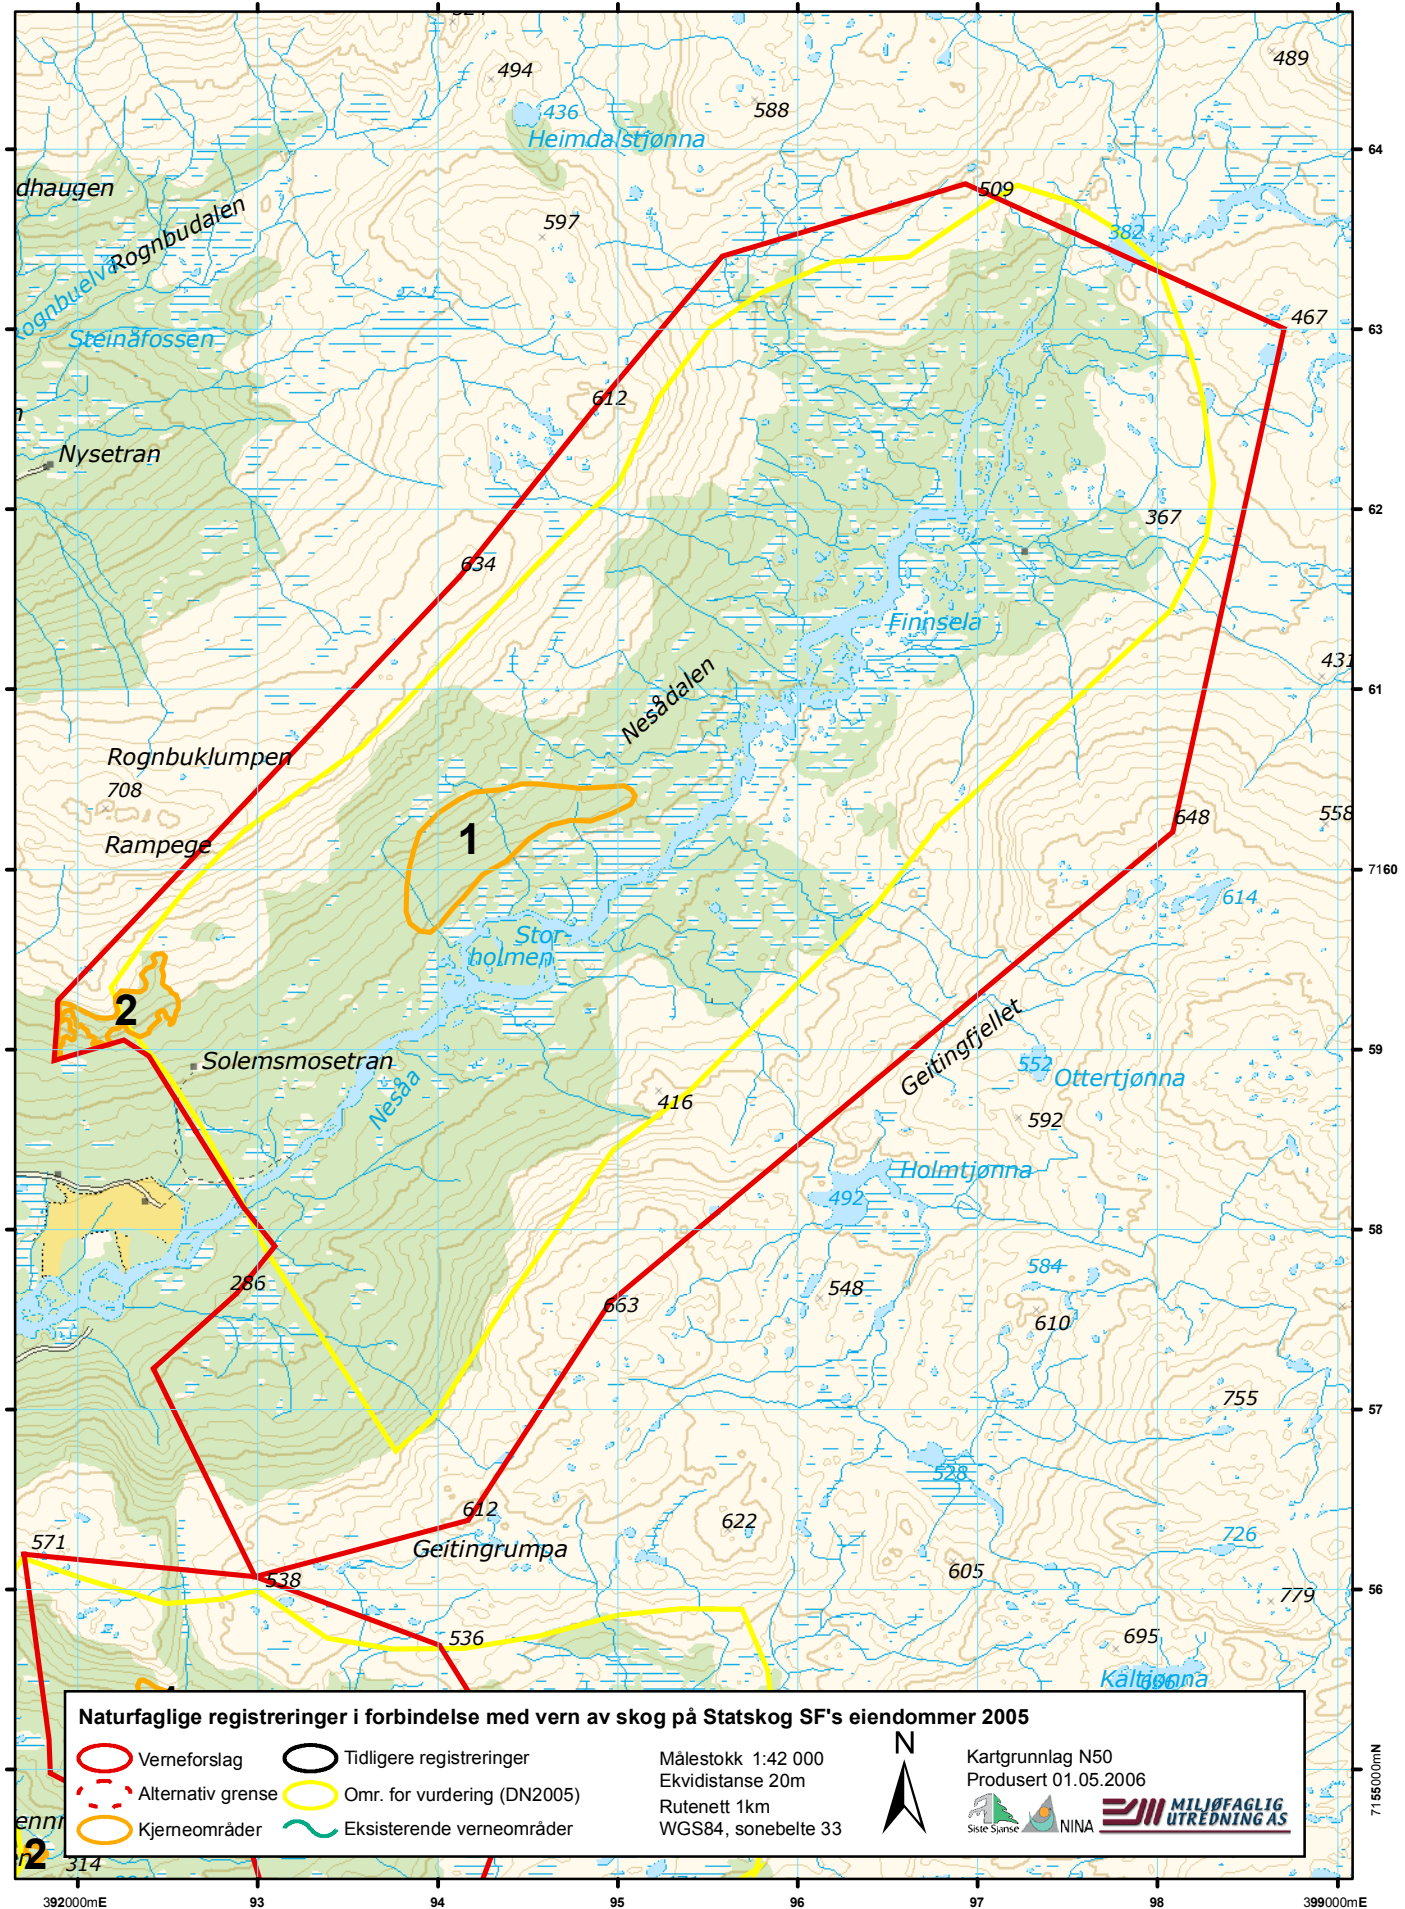 494
489
436
588
Heimdalstjønna
64
dhaugen
509
Rognbudalen
597
382
Rognbuelva
467
63
Steinåfossen
612
Nysetran
367
62
634
Finnsela
431
61
Nesådalen
Rognbuklumpen
708
648
558
1
Rampege
7160
614
Stor-
holmen
2
Geitingfjellet
59
Solemsmosetran
552
Ottertjønna
Nesåa
416
592
Holmtjønna
492
58
584
286
548
663
610
755
57
528
612
622
726
571
Geitingrumpa
605
538
56
779
536
695
Kaltjønna
Naturfaglige registreringer i forbindelse med vern av skog på Statskog SF's eiendommer 2005
Verneforslag
Tidligere registreringer
Alternativ grense
Omr. for vurdering (DN2005)
Kjerneområder
Eksisterende verneområder
Målestokk 1:42 000
Ekvidistanse 20m
Rutenett 1km
WGS84, sonebelte 33
N
Kartgrunnlag N50
Produsert 01.05.2006
Siste Sjanse
NINA
MILJØFAGLIG
UTREDNING AS
7155000mN
2
314
392000mE
93
94
95
96
97
98
399000mE